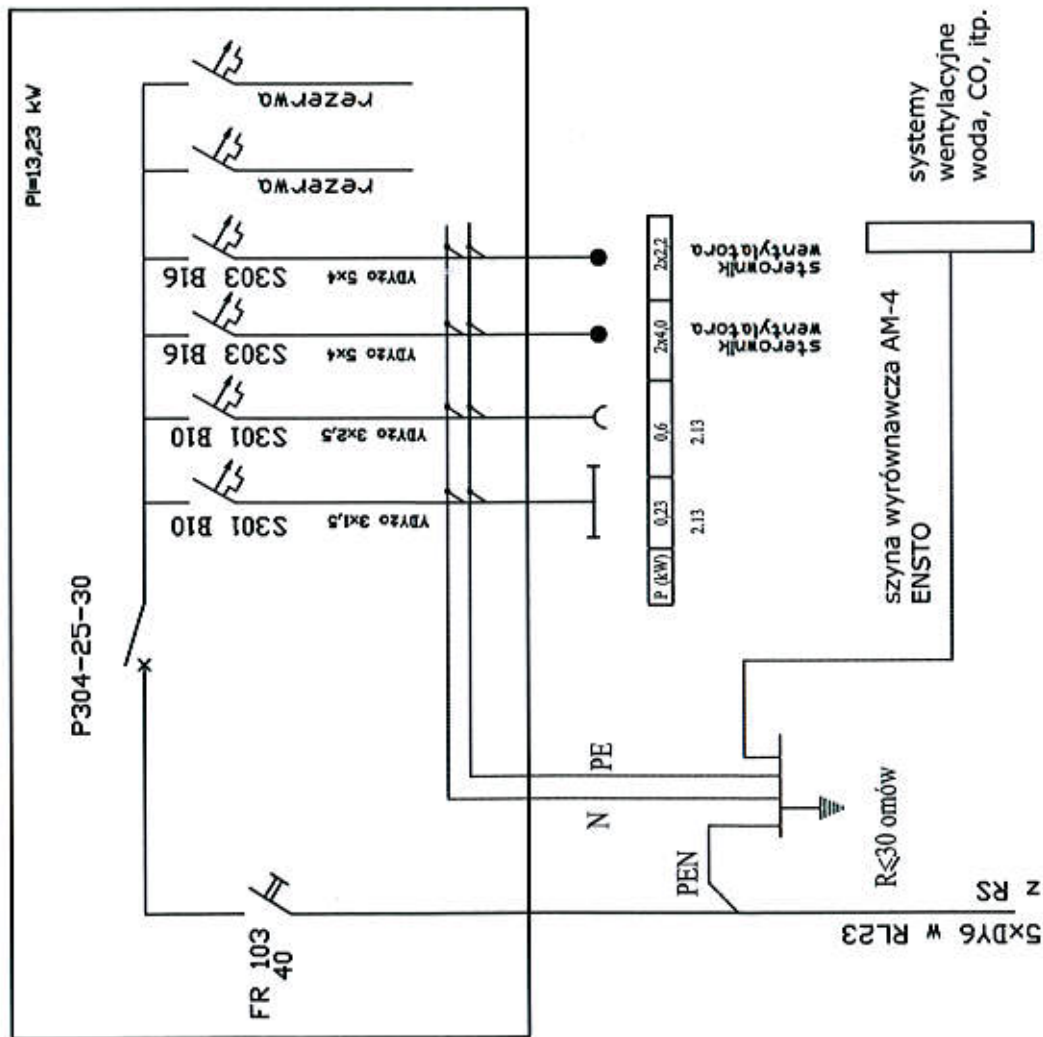 PI=13,23 kW
P304-25-30
FR 103
40
S301 B10
S301 B10
S303 B16
S303 B16
YDYżo 3x1,5
YDYżo 3x2,5
YDYżo 5x4
YDYżo 5x4
rezerwa
rezerwa
P (kW) 0,23 0,6 2x4,0 2x2,2
2.13 2.13
sterownik
wentylatora
sterownik
wentylatora
N
PE
PEN
R≤30 omów
szyna wyrównawcza AM-4
ENSTO
systemy
wentylacyjne
woda, CO, itp.
5xDY6 w RL23
z RS